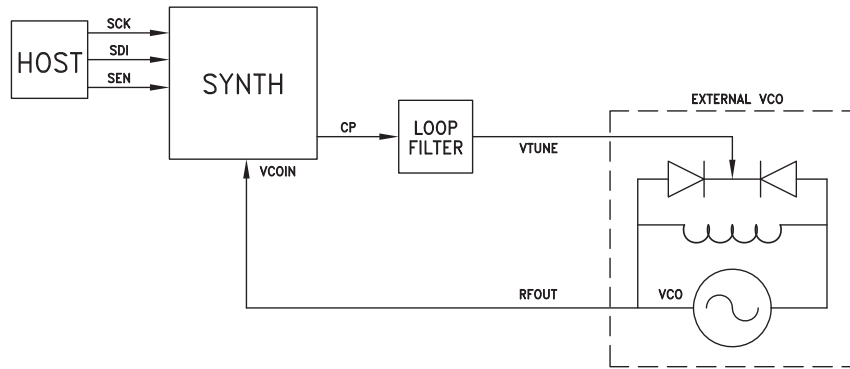 SCK
HOST
SDI
SEN
SYNTH
CP
LOOP
FILTER
VTUNE
EXTERNAL VCO
VCOIN
RFOUT
VCO